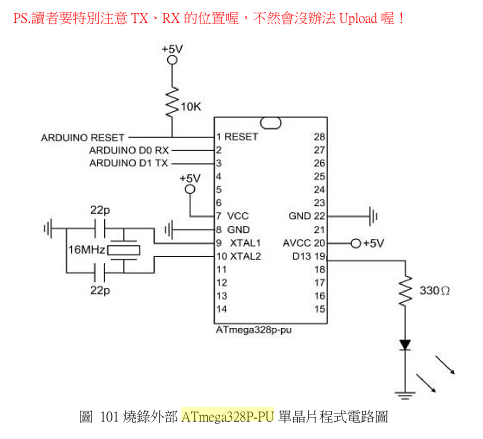 PS.讀者要特別注意 TX、RX 的位置喔，不然會沒辦法 Upload 喔！
+5V
10K
ARDUINO RESET
ARDUINO D0 RX
ARDUINO D1 TX
+5V
22p
16MHz
22p
1 RESET
2
3
4
5
6
7 VCC
8 GND
9 XTAL1
10 XTAL2
11
12
13
14
28
27
26
25
24
23
GND 22
21
AVCC 20
D13 19
18
17
16
15
+5V
330Ω
ATmega328p-pu
圖 101 燒錄外部 ATmega328P-PU 單晶片程式電路圖